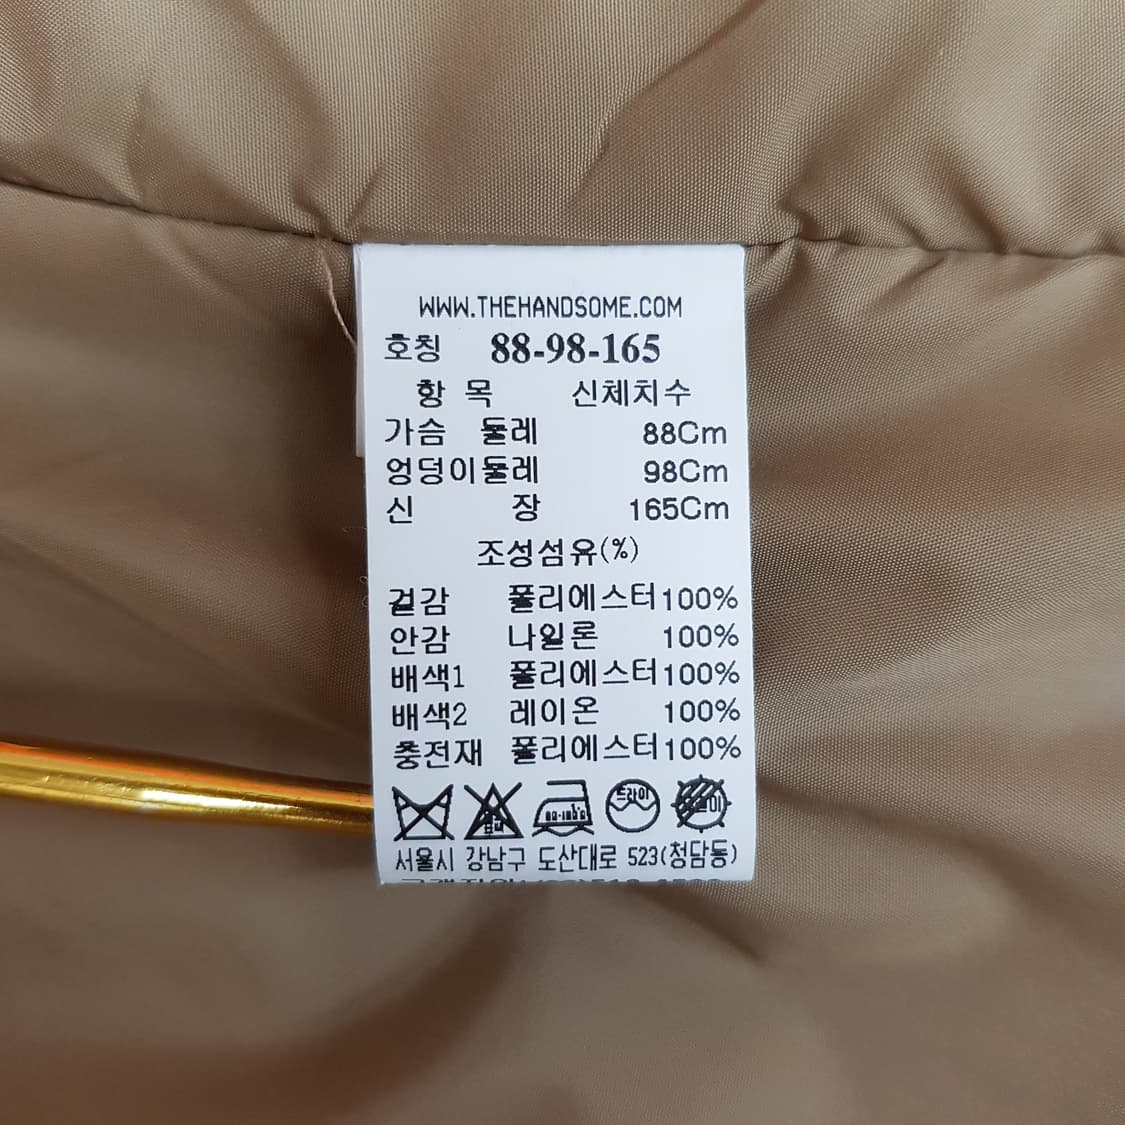 WWW.THEHANDSOME.COM
호칭 88-98-165
항 목 신체치수
가슴 둘레 88Cm
엉덩이둘레 98Cm
신 장 165Cm
조성섬유(%)
겉감 폴리에스터100%
안감 나일론 100%
배색1 폴리에스터100%
배색2 레이온 100%
충전재 폴리에스터100%
드라이
서울시 강남구 도산대로 523(청담동)